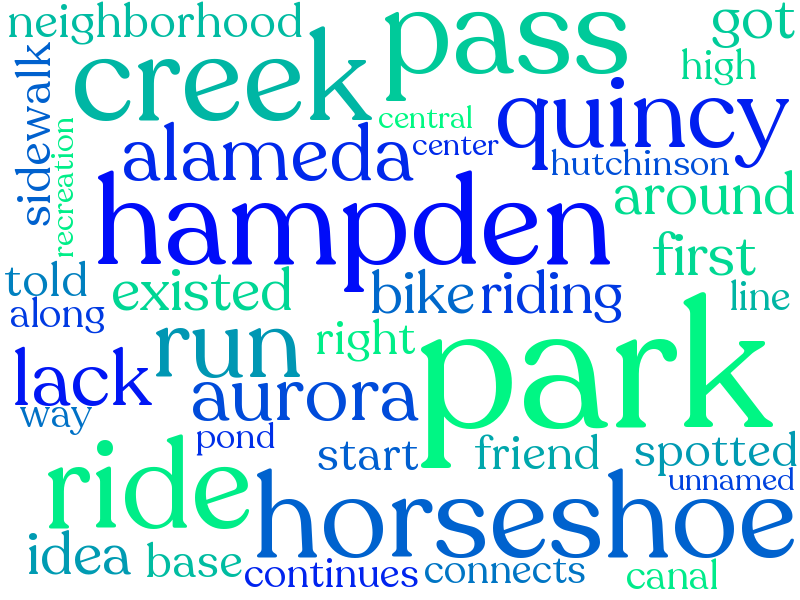 neighborhood
pass
got
creek
high
sidewalk
central
quincy
recreation
alameda
center
hutchinson
hampden
around
first
told
existed
bike
riding
line
along
run
right
park
lack
aurora
way
pond
start
friend
spotted
ride
unnamed
horseshoe
idea
base
continues
connects
canal